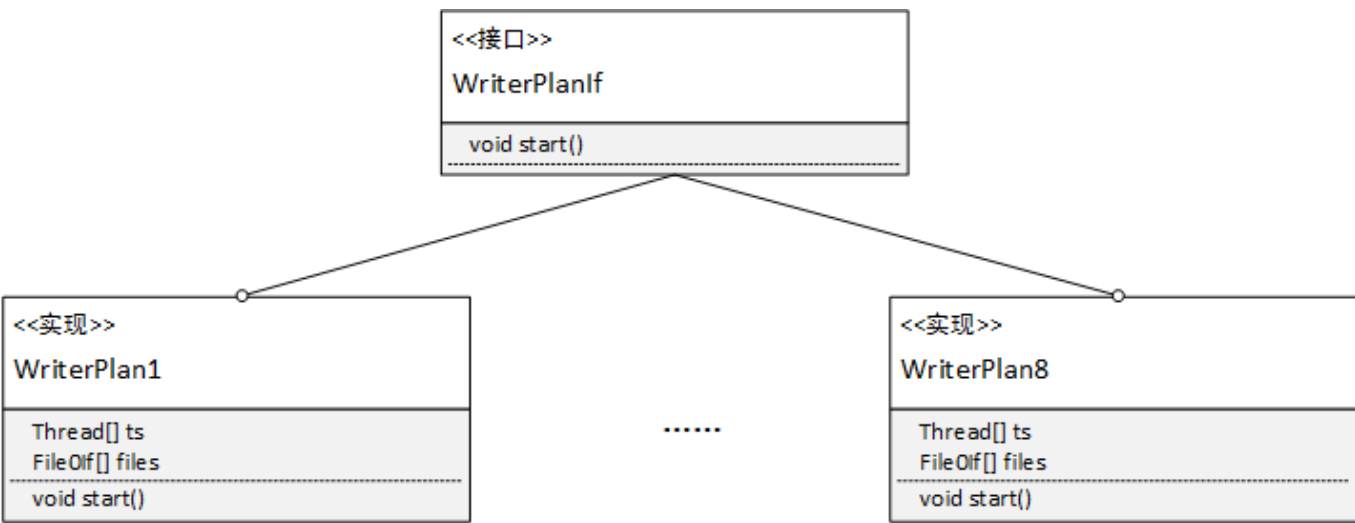 <<接口>>
WriterPlanIf
void start()
<<实现>>
WriterPlan1
Thread[] ts
FileOIf[] files
void start()
......
<<实现>>
WriterPlan8
Thread[] ts
FileOIf[] files
void start()